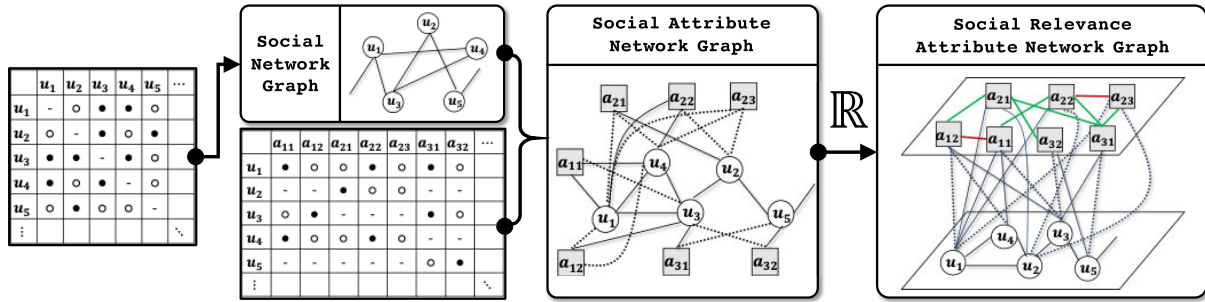 u1 u2 u3 u4 u5 ...
u1 - ○ ● ● ○
u2 ○ - ● ○ ●
u3 ● ● - ● ○
u4 ● ○ ● - ○
u5 ○ ● ○ ○ -
⋮ ⋱
Social
Network
Graph
u2
u1 u4
u3 u5
a11 a12 a21 a22 a23 a31 a32 ...
u1 ● ○ ○ ● ○ ● ○
u2 - - ● ○ ○ - -
u3 ○ ● - - - ● ○
u4 ● ○ ○ ● ○ - -
u5 - - - - - ○ ●
⋮ ⋱
Social Attribute
Network Graph
a21 a22 a23
a11 u4 u2
u1 u3 u5
a12 a31 a32
ℝ
Social Relevance
Attribute Network Graph
a21 a22 a23
a12 a11 a32 a31
u4 u3
u1 u2 u5